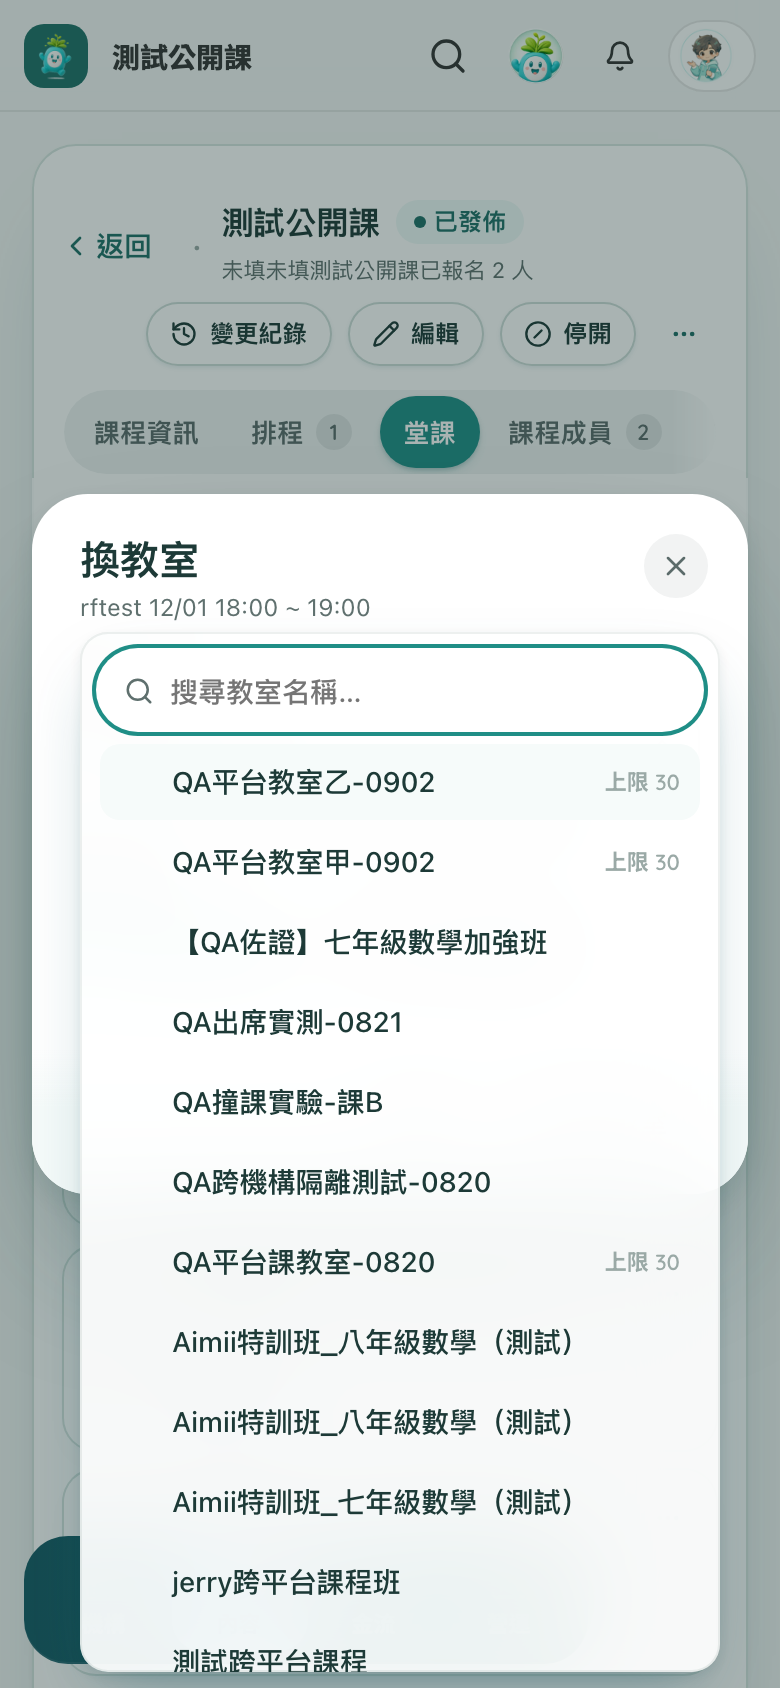 測試公開課
返回
測試公開課
已發佈
未填未填測試公開課已報名 2 人
變更紀錄
編輯
停開
課程資訊
排程 1
堂課
課程成員 2
換教室
rftest 12/01 18:00 ~ 19:00
搜尋教室名稱...
QA平台教室乙-0902 上限 30
QA平台教室甲-0902 上限 30
【QA佐證】七年級數學加強班
QA出席實測-0821
QA撞課實驗-課B
QA跨機構隔離測試-0820
QA平台課教室-0820 上限 30
Aimii特訓班_八年級數學（測試）
Aimii特訓班_八年級數學（測試）
Aimii特訓班_七年級數學（測試）
jerry跨平台課程班
測試跨平台課程